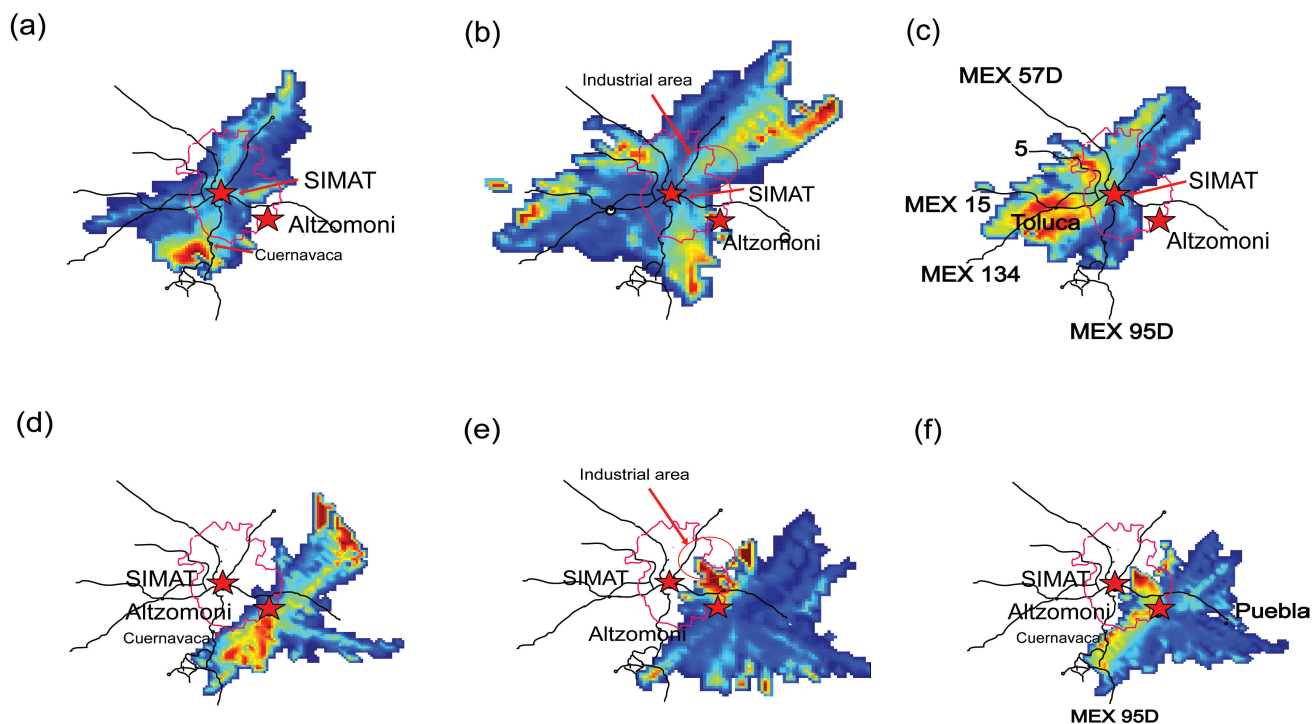 (a)
SIMAT
Altzomoni
Cuernavaca
(b)
Industrial area
SIMAT
Altzomoni
(c)
MEX 57D
5
SIMAT
MEX 15
Toluca
Altzomoni
MEX 134
MEX 95D
(d)
SIMAT
Altzomoni
Cuernavaca
(e)
Industrial area
SIMAT
Altzomoni
(f)
SIMAT
Altzomoni
Puebla
Cuernavaca
MEX 95D